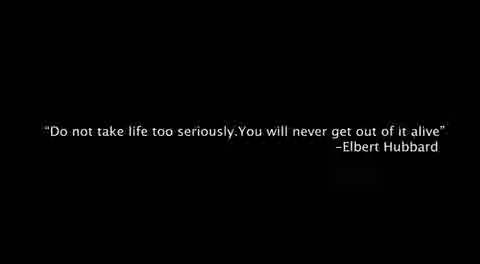 “Do not take life too seriously.You will never get out of it alive”
–Elbert Hubbard